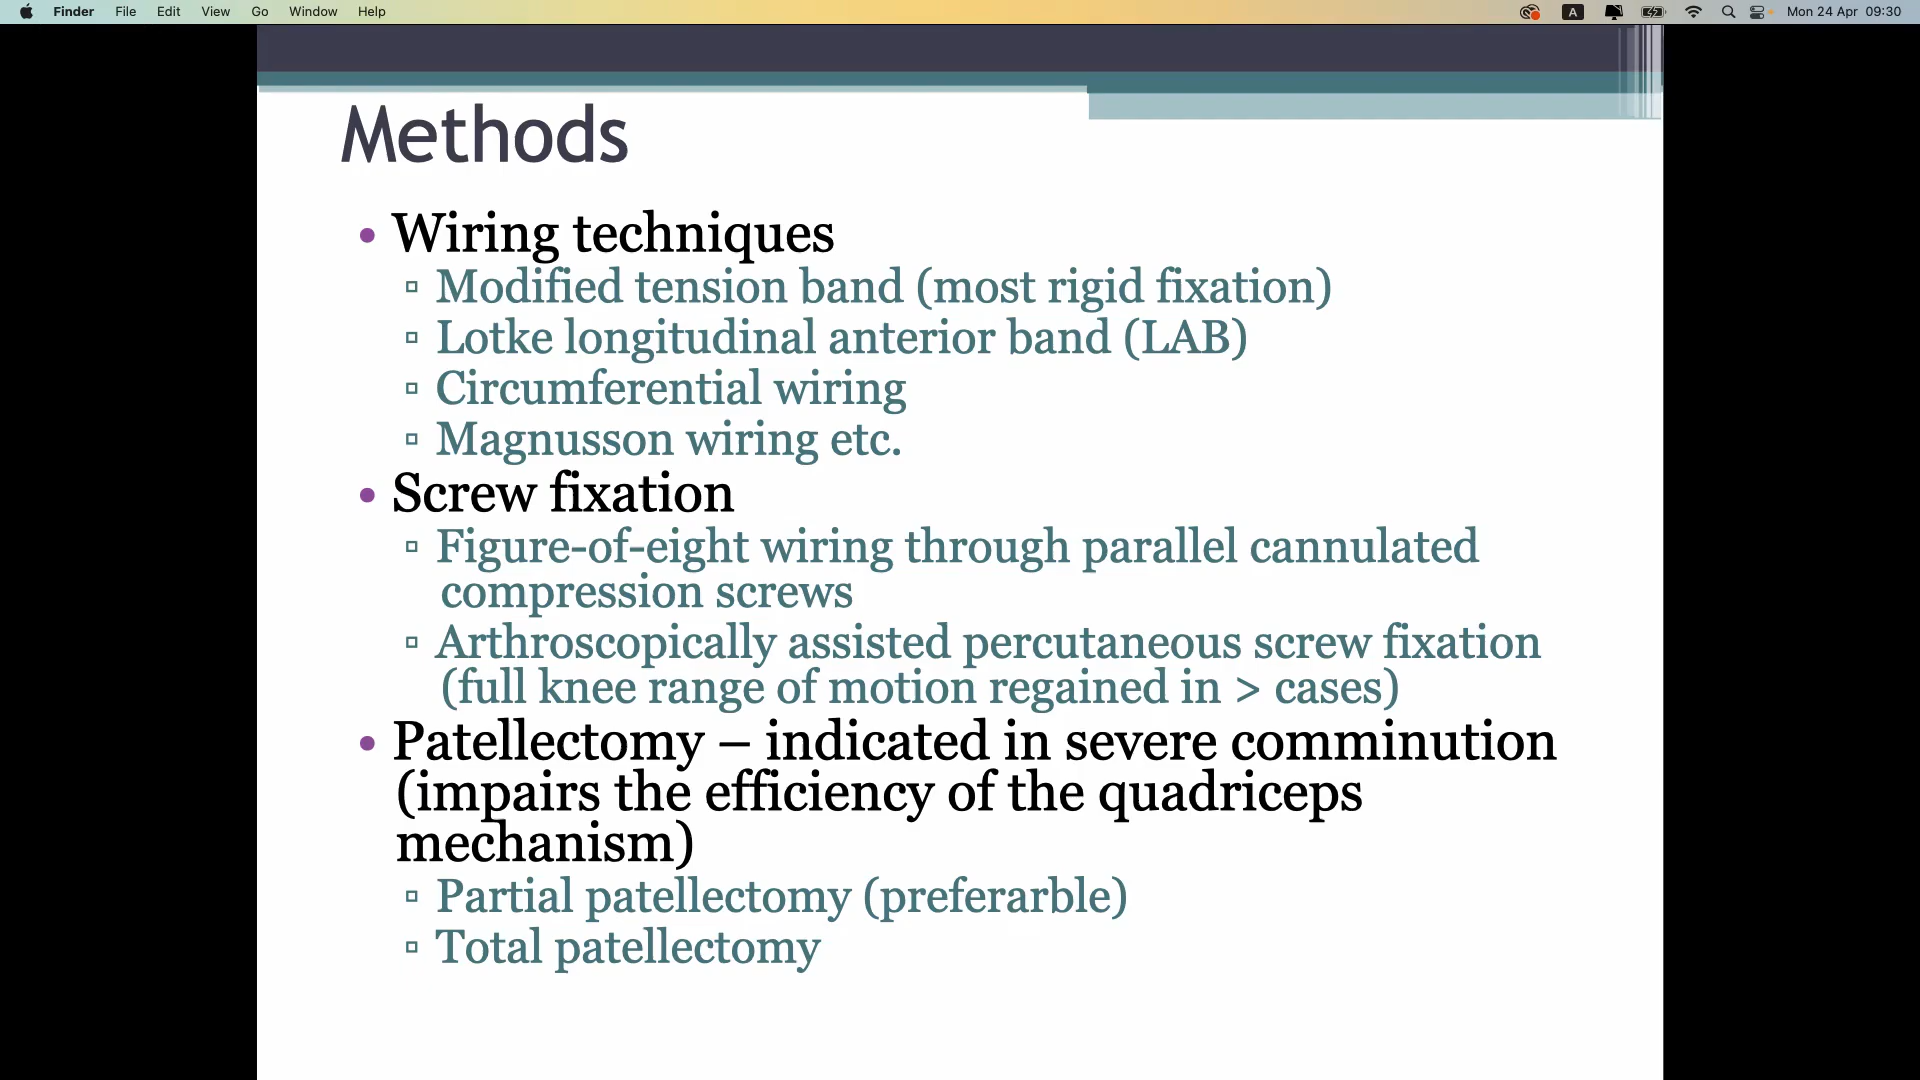 Finder File Edit View Go Window Help A Mon 24 Apr 09:30
Methods
• Wiring techniques
▫ Modified tension band (most rigid fixation)
▫ Lotke longitudinal anterior band (LAB)
▫ Circumferential wiring
▫ Magnusson wiring etc.
• Screw fixation
▫ Figure-of-eight wiring through parallel cannulated
compression screws
▫ Arthroscopically assisted percutaneous screw fixation
(full knee range of motion regained in > cases)
• Patellectomy – indicated in severe comminution
(impairs the efficiency of the quadriceps
mechanism)
▫ Partial patellectomy (preferarble)
▫ Total patellectomy